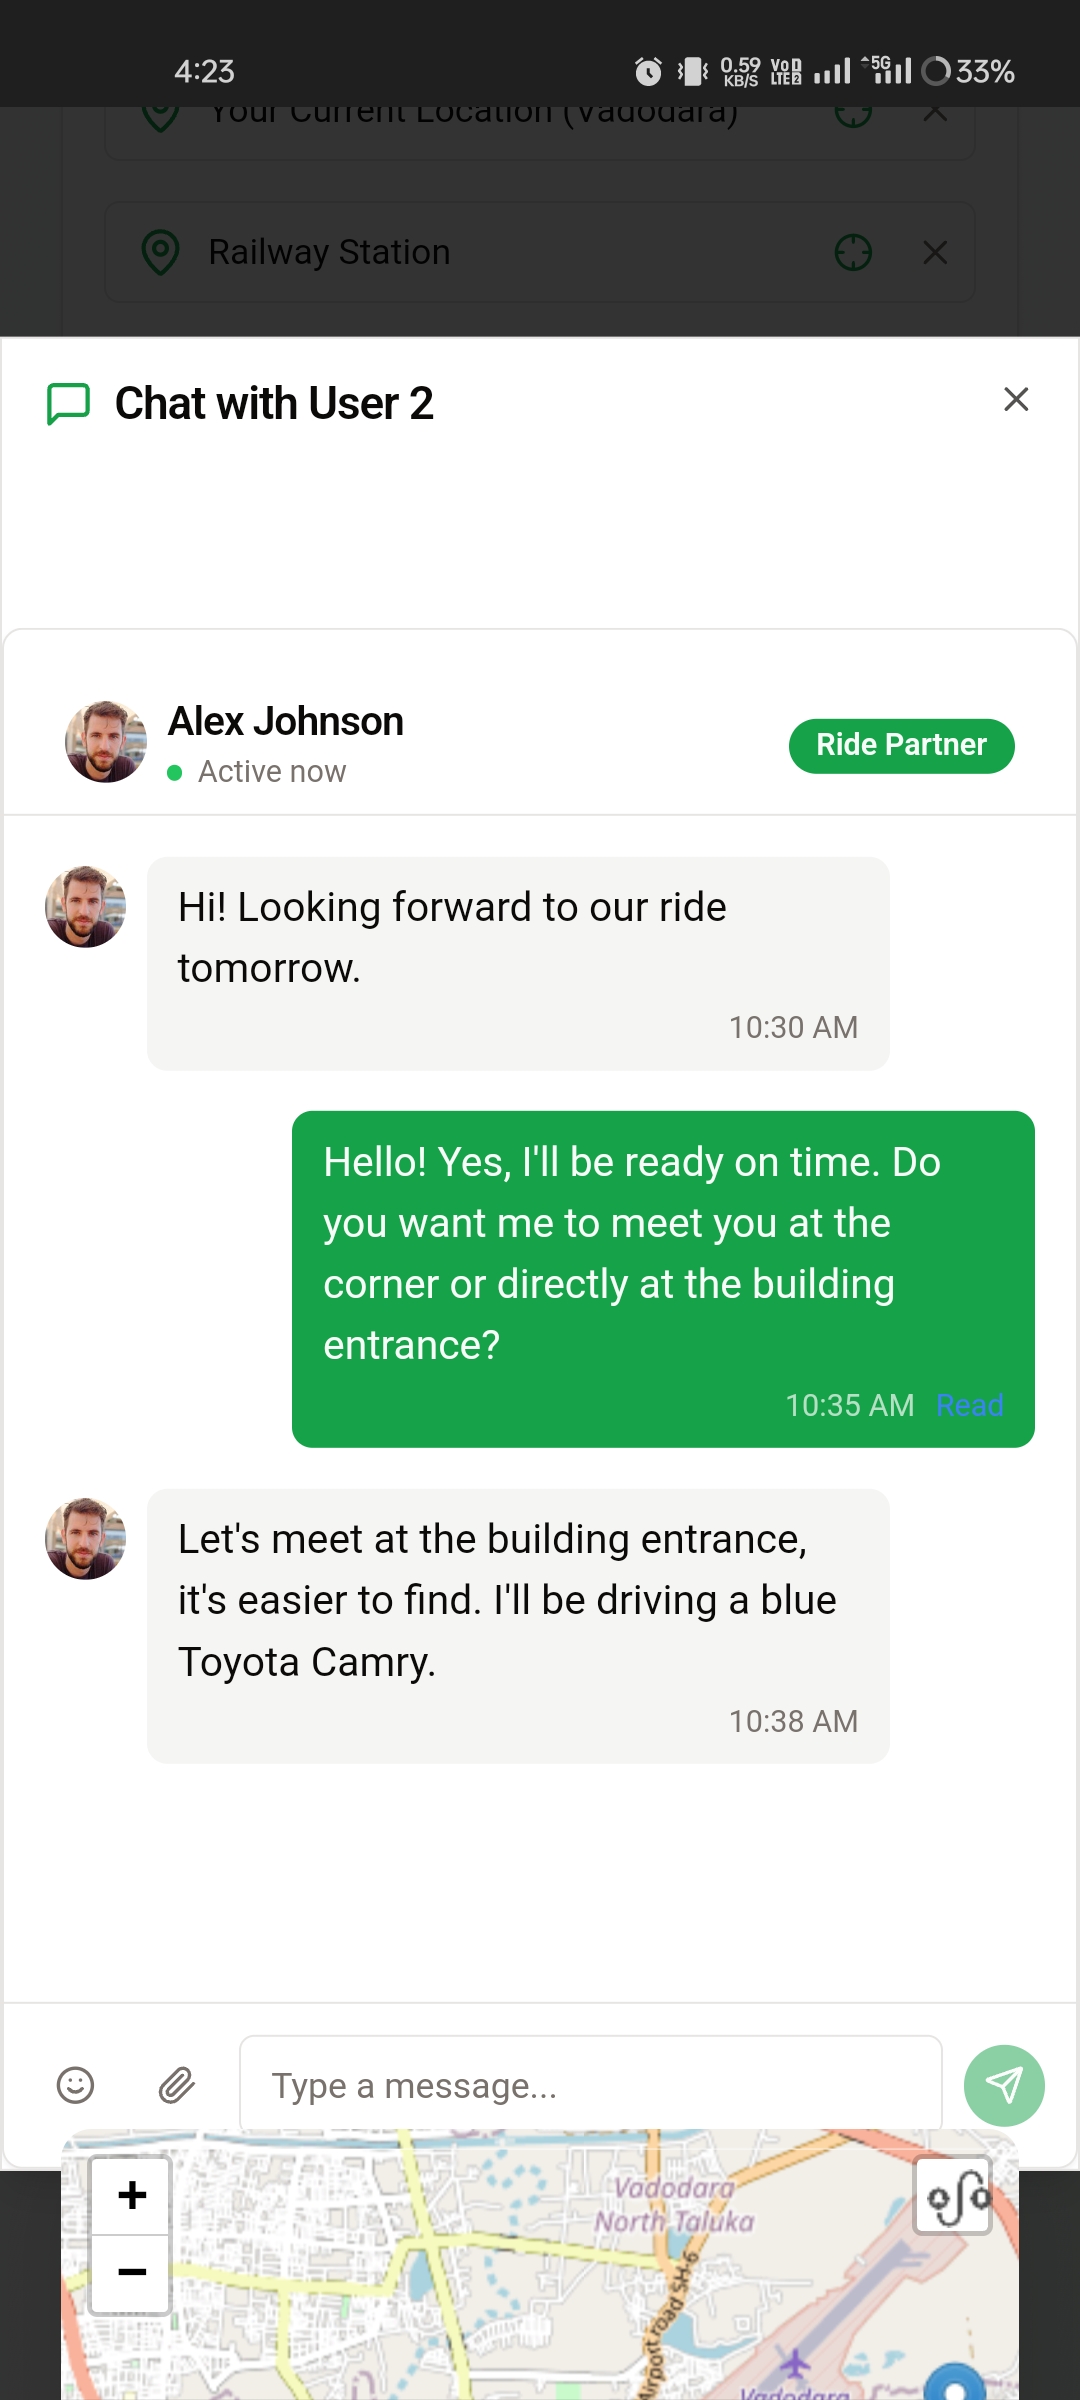 4:23
0.59
KB/S
Vo
LTE 2
5G
33%
Your Current Location (Vadodara)
Railway Station
Chat with User 2
Alex Johnson
Active now
Ride Partner
Hi! Looking forward to our ride
tomorrow.
10:30 AM
Hello! Yes, I'll be ready on time. Do
you want me to meet you at the
corner or directly at the building
entrance?
10:35 AM Read
Let's meet at the building entrance,
it's easier to find. I'll be driving a blue
Toyota Camry.
10:38 AM
Type a message...
+
−
Vadodara
North Taluka
Airport road SH-6
Vadodara